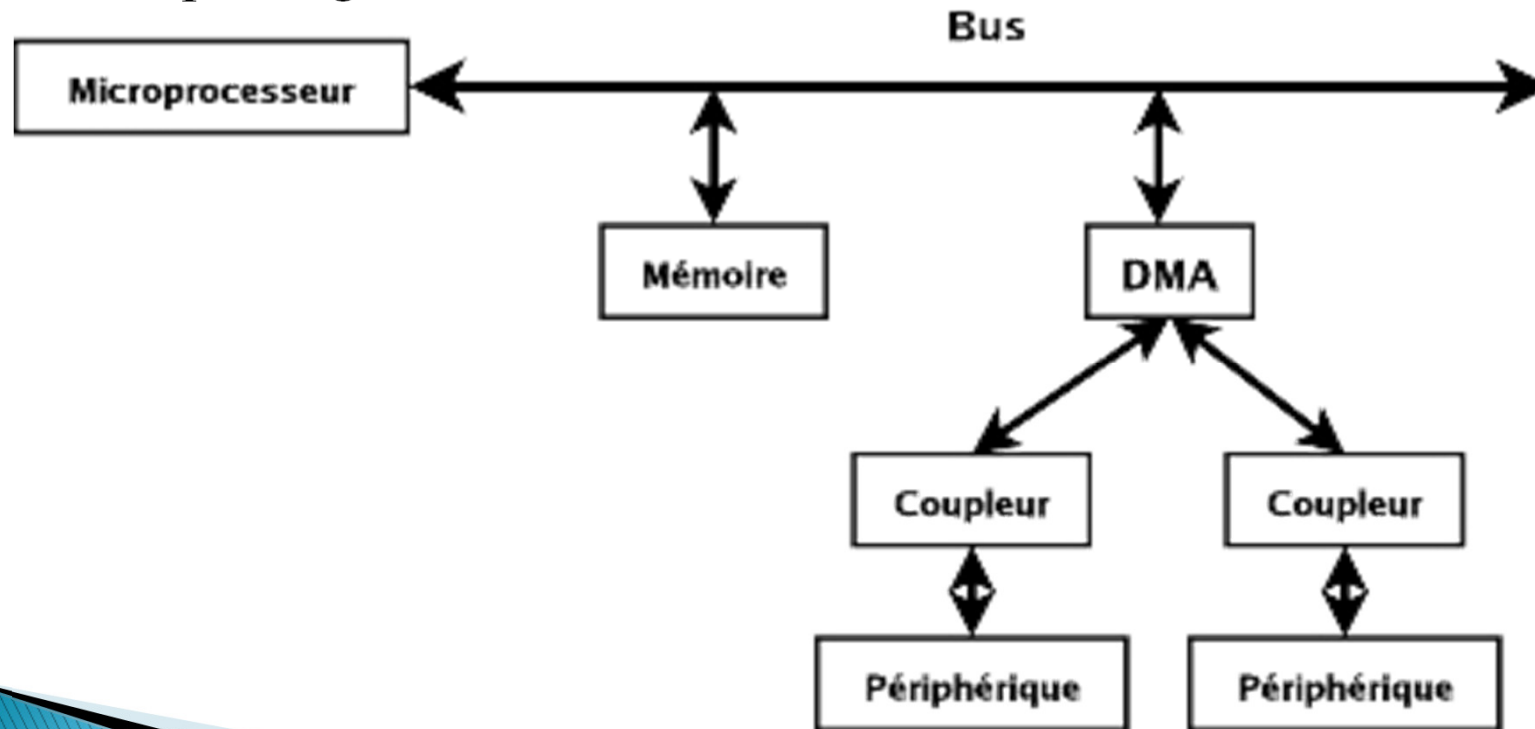 Bus
Microprocesseur
Mémoire
DMA
Coupleur
Coupleur
Périphérique
Périphérique